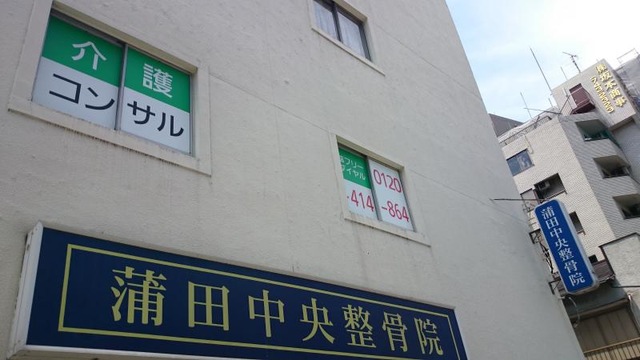 介護
コンサル
フリー
ダイヤル
0120
-414
-864
蒲田中央整骨院
蒲田中央整骨院